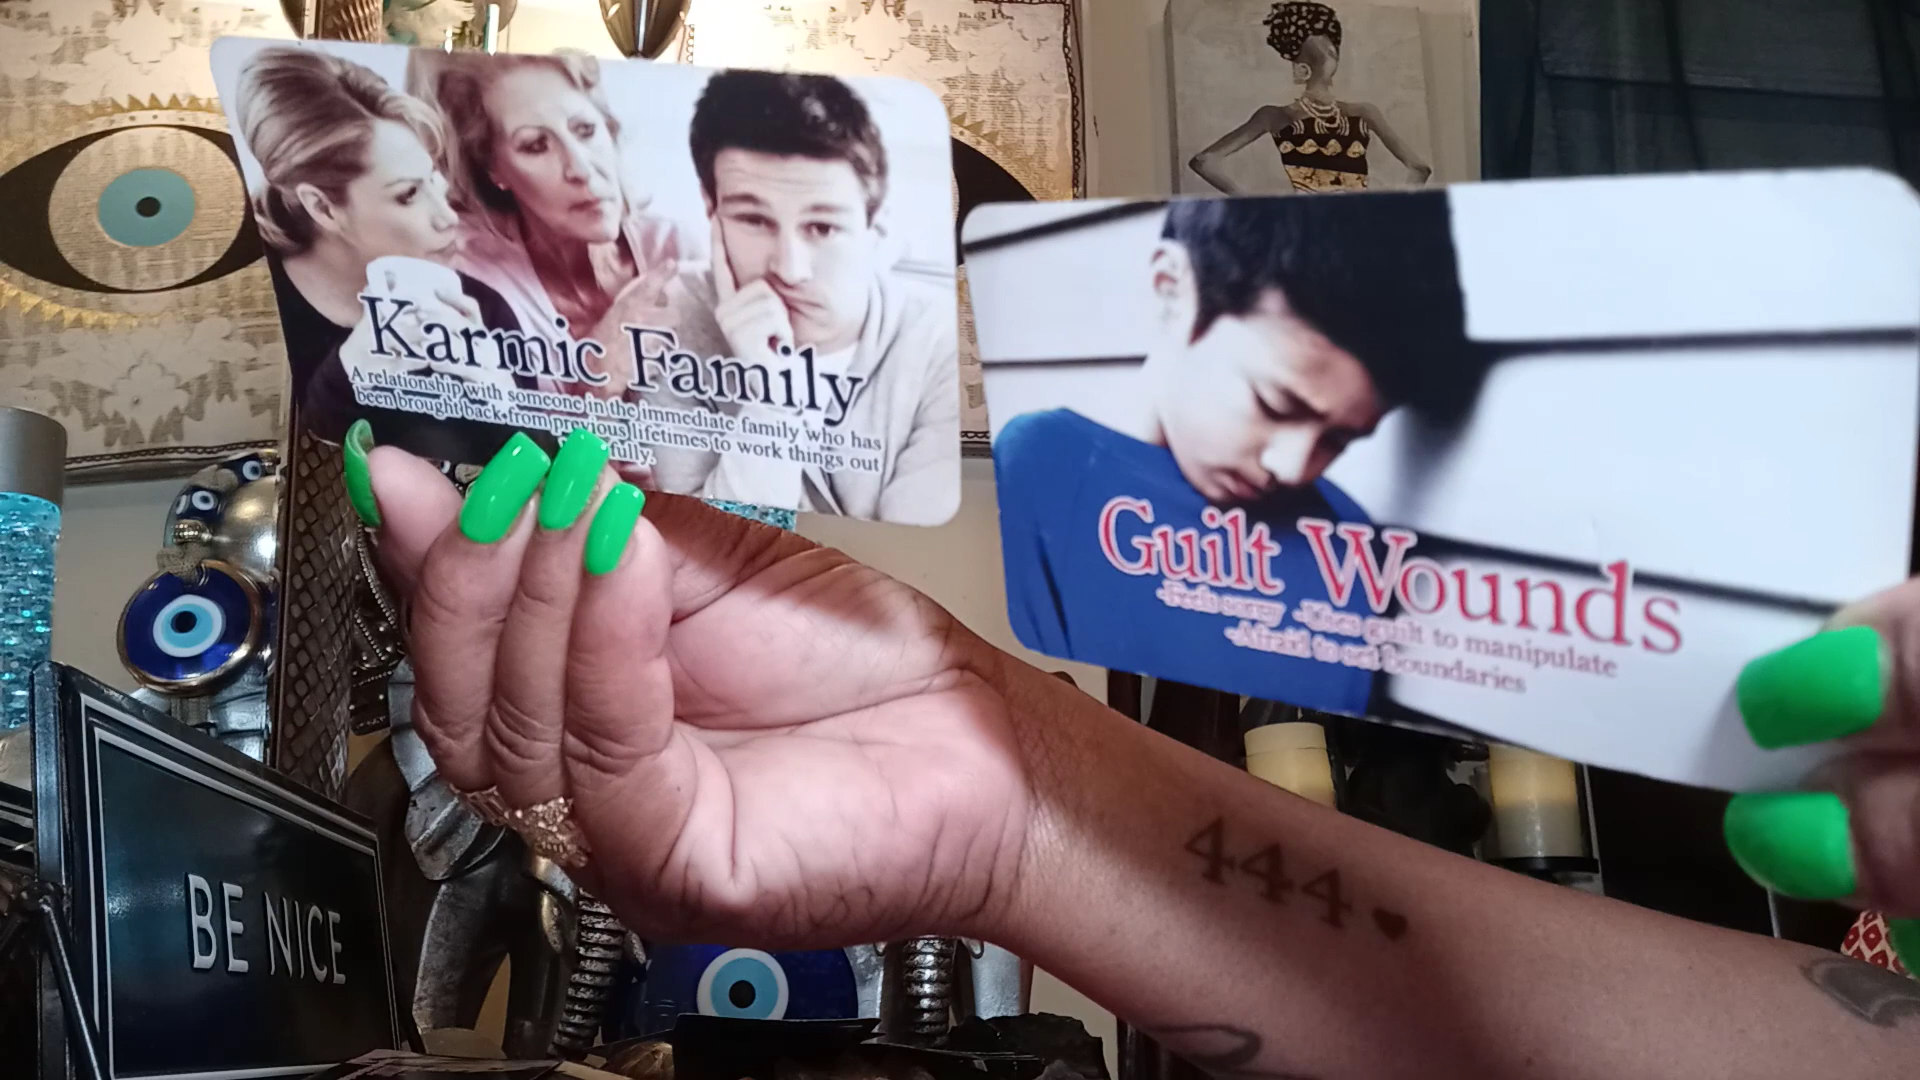 Karmic Family
A relationship with someone in the immediate family who has
been brought back from previous lifetimes to work things out
fully.
Guilt Wounds
-Feels sorry -Uses guilt to manipulate
-Afraid to set boundaries
444
BE NICE